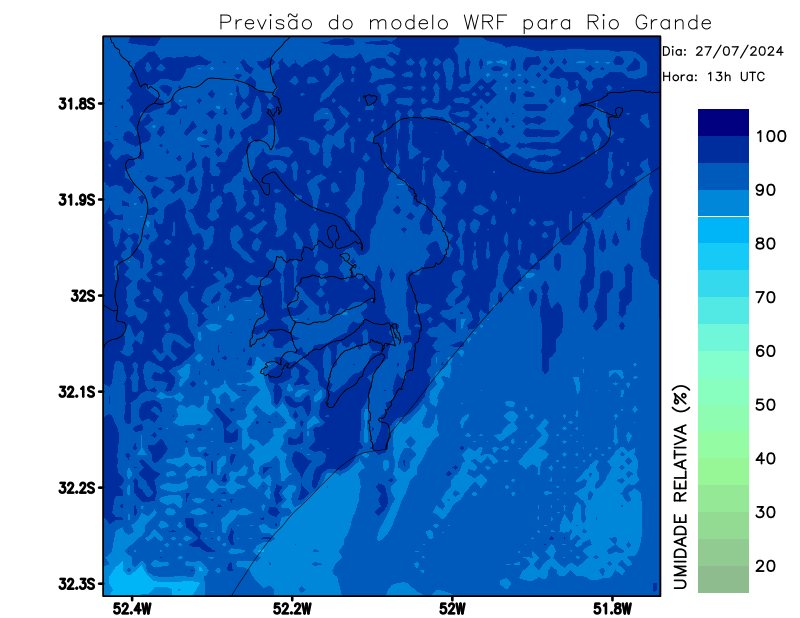 Previsão do modelo WRF para Rio Grande
Dia: 27/07/2024
Hora: 13h UTC
31.8S
31.9S
32S
32.1S
32.2S
32.3S
52.4W
52.2W
52W
51.8W
100
90
80
70
60
50
40
30
20
UMIDADE RELATIVA (%)